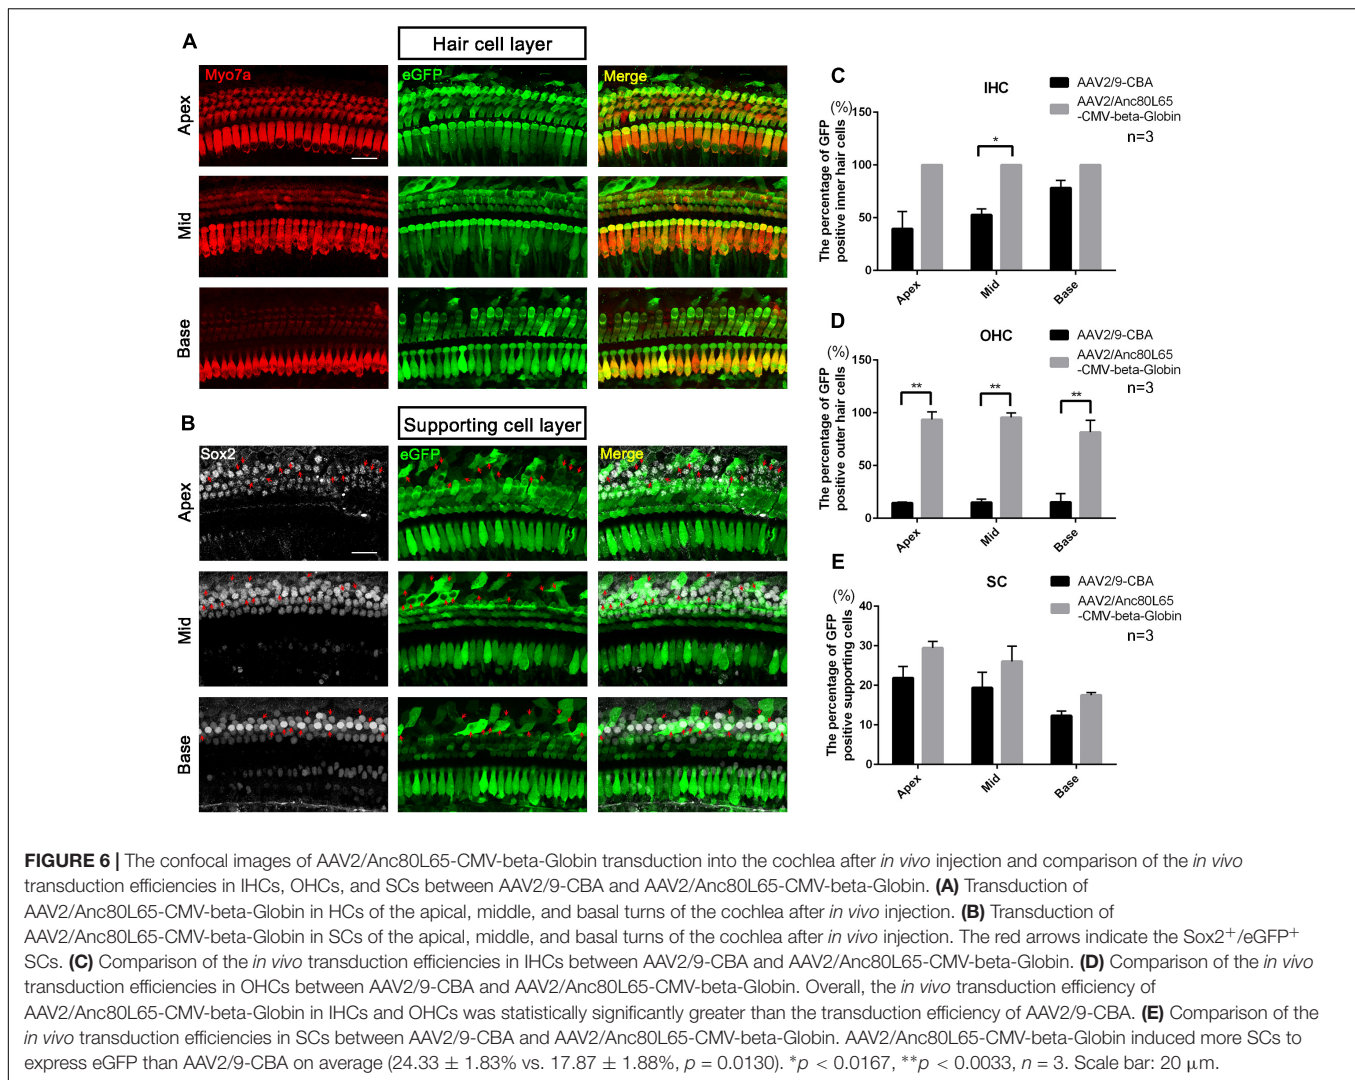 A
Hair cell layer
Myo7a
eGFP
Merge
Apex
Mid
Base
B
Supporting cell layer
Sox2
eGFP
Merge
Apex
Mid
Base
C
IHC
(%)
AAV2/9-CBA
AAV2/Anc80L65
-CMV-beta-Globin
n=3
The percentage of GFP
positive inner hair cells
150
100
50
0
*
Apex
Mid
Base
D
OHC
(%)
AAV2/9-CBA
AAV2/Anc80L65
-CMV-beta-Globin
n=3
The percentage of GFP
positive outer hair cells
150
100
50
0
**
**
**
Apex
Mid
Base
E
SC
(%)
AAV2/9-CBA
AAV2/Anc80L65
-CMV-beta-Globin
n=3
The percentage of GFP
positive supporting cells
40
30
20
10
0
Apex
Mid
Base
FIGURE 6 | The confocal images of AAV2/Anc80L65-CMV-beta-Globin transduction into the cochlea after in vivo injection and comparison of the in vivo
transduction efficiencies in IHCs, OHCs, and SCs between AAV2/9-CBA and AAV2/Anc80L65-CMV-beta-Globin. (A) Transduction of
AAV2/Anc80L65-CMV-beta-Globin in HCs of the apical, middle, and basal turns of the cochlea after in vivo injection. (B) Transduction of
AAV2/Anc80L65-CMV-beta-Globin in SCs of the apical, middle, and basal turns of the cochlea after in vivo injection. The red arrows indicate the Sox2⁺/eGFP⁺
SCs. (C) Comparison of the in vivo transduction efficiencies in IHCs between AAV2/9-CBA and AAV2/Anc80L65-CMV-beta-Globin. (D) Comparison of the in vivo
transduction efficiencies in OHCs between AAV2/9-CBA and AAV2/Anc80L65-CMV-beta-Globin. Overall, the in vivo transduction efficiency of
AAV2/Anc80L65-CMV-beta-Globin in IHCs and OHCs was statistically significantly greater than the transduction efficiency of AAV2/9-CBA. (E) Comparison of the
in vivo transduction efficiencies in SCs between AAV2/9-CBA and AAV2/Anc80L65-CMV-beta-Globin. AAV2/Anc80L65-CMV-beta-Globin induced more SCs to
express eGFP than AAV2/9-CBA on average (24.33 ± 1.83% vs. 17.87 ± 1.88%, p = 0.0130). *p < 0.0167, **p < 0.0033, n = 3. Scale bar: 20 μm.